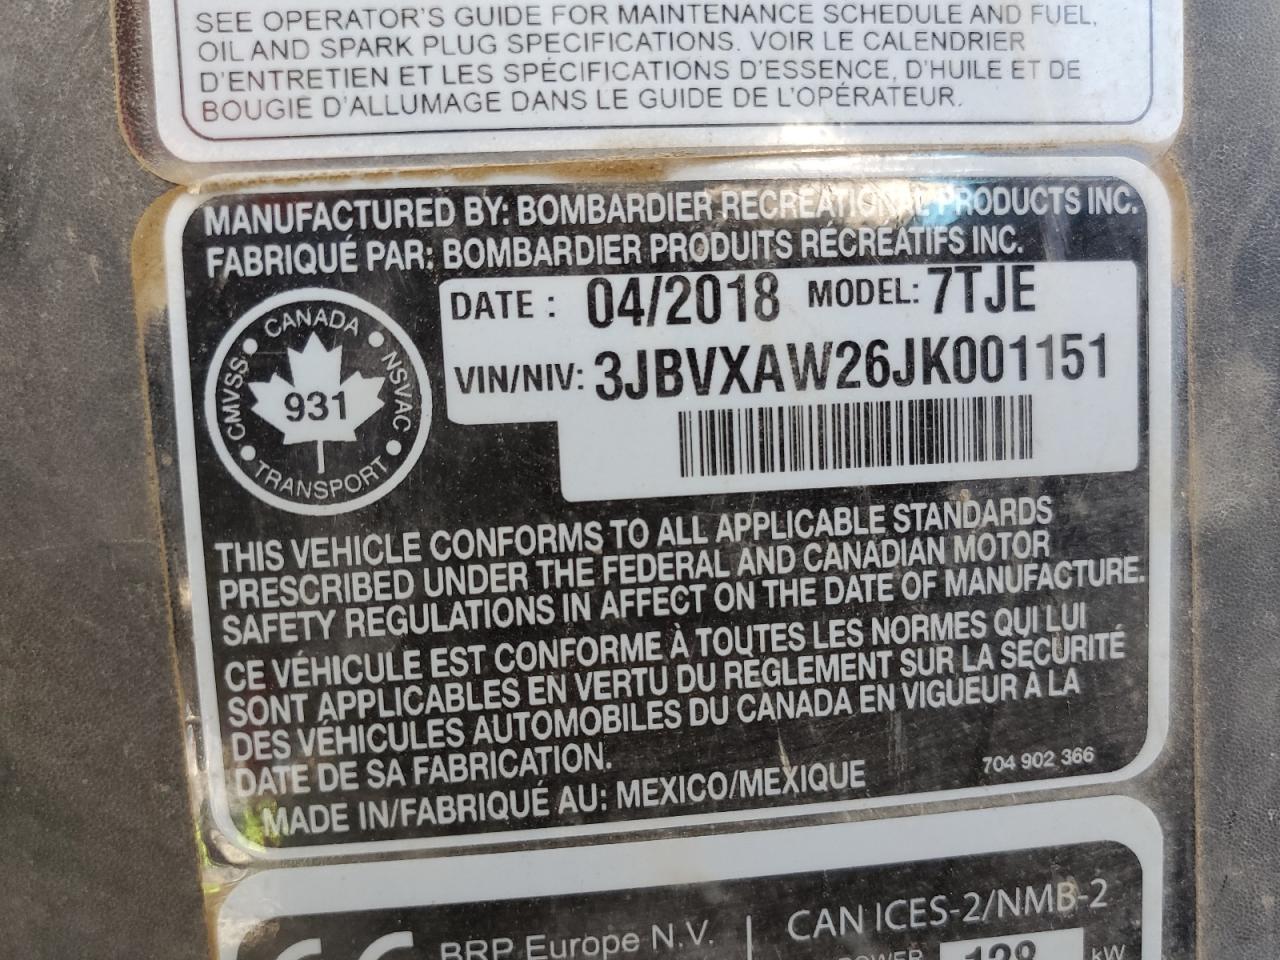 SEE OPERATOR'S GUIDE FOR MAINTENANCE SCHEDULE AND FUEL,
OIL AND SPARK PLUG SPECIFICATIONS. VOIR LE CALENDRIER
D'ENTRETIEN ET LES SPÉCIFICATIONS D'ESSENCE, D'HUILE ET DE
BOUGIE D'ALLUMAGE DANS LE GUIDE DE L'OPÉRATEUR.
MANUFACTURED BY: BOMBARDIER RECREATIONAL PRODUCTS INC.
FABRIQUÉ PAR: BOMBARDIER PRODUITS RÉCRÉATIFS INC.
DATE : 04/2018 MODEL: 7TJE
VIN/NIV: 3JBVXAW26JK001151
CANADA
CMVSS 931 NSVAC
TRANSPORT
THIS VEHICLE CONFORMS TO ALL APPLICABLE STANDARDS
PRESCRIBED UNDER THE FEDERAL AND CANADIAN MOTOR
SAFETY REGULATIONS IN AFFECT ON THE DATE OF MANUFACTURE.
CE VÉHICULE EST CONFORME À TOUTES LES NORMES QUI LUI
SONT APPLICABLES EN VERTU DU RÈGLEMENT SUR LA SÉCURITÉ
DES VÉHICULES AUTOMOBILES DU CANADA EN VIGUEUR À LA
DATE DE SA FABRICATION.
704 902 366
MADE IN/FABRIQUÉ AU: MEXICO/MEXIQUE
CE BRP Europe N.V. CAN ICES-2/NMB-2
POWER kW